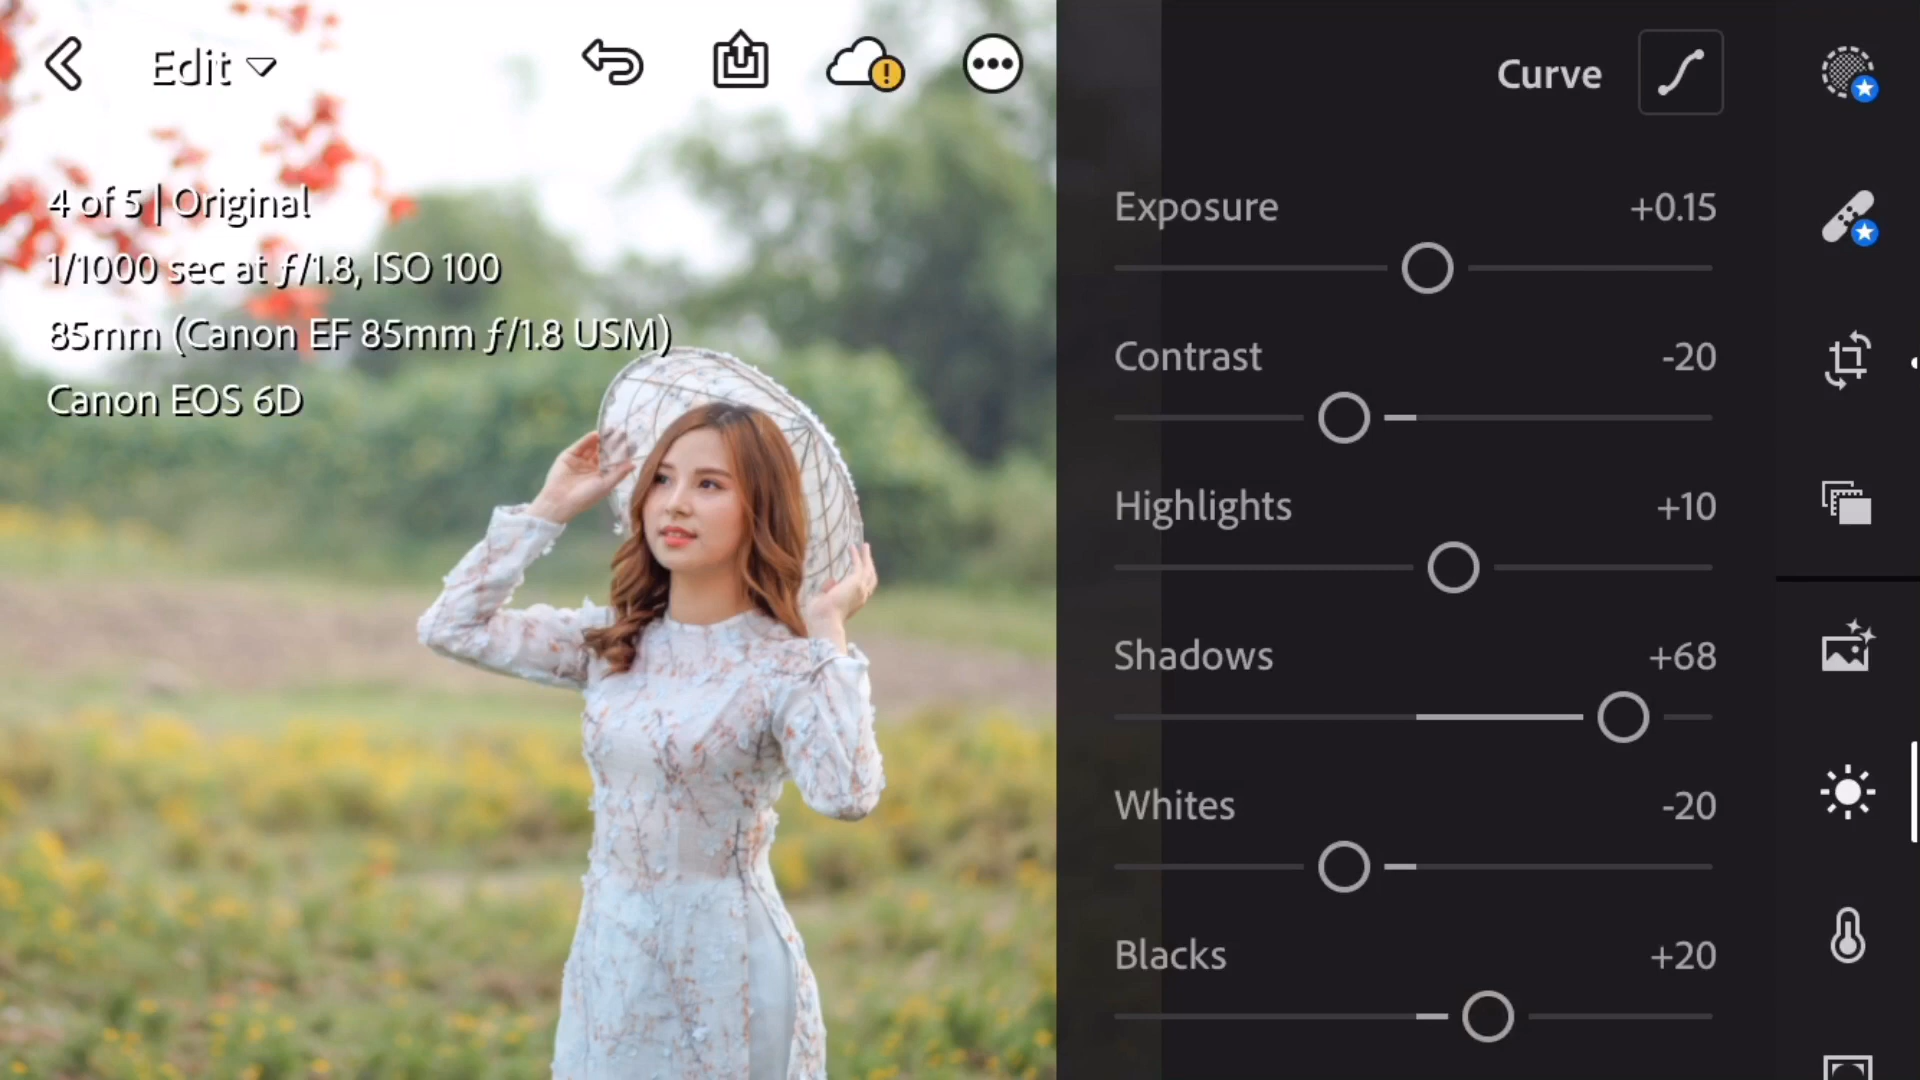 Edit
4 of 5 | Original
1/1000 sec at ƒ/1.8, ISO 100
85mm (Canon EF 85mm ƒ/1.8 USM)
Canon EOS 6D
Curve
Exposure +0.15
Contrast -20
Highlights +10
Shadows +68
Whites -20
Blacks +20